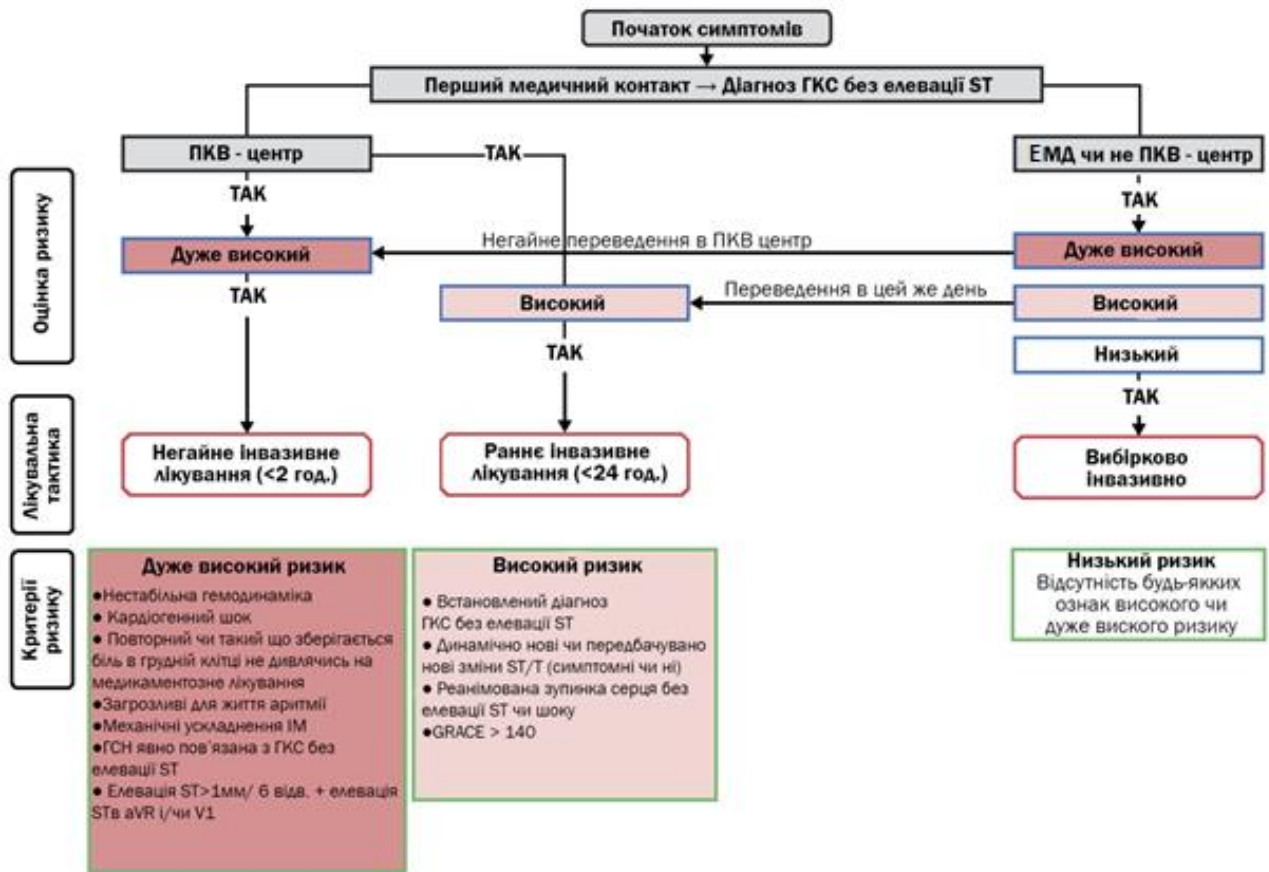 Початок симптомів
Перший медичний контакт → Діагноз ГКС без елевації ST
ПКВ - центр
ТАК
ЕМД чи не ПКВ - центр
Оцінка ризику
ТАК
ТАК
Негайне переведення в ПКВ центр
Дуже високий
Дуже високий
ТАК
Переведення в цей же день
Високий
Високий
ТАК
Низький
ТАК
Лікувальна
тактика
Негайне інвазивне
лікування (<2 год.)
Раннє інвазивне
лікування (<24 год.)
Вибірково
інвазивно
Критерії
ризику
Дуже високий ризик
●Нестабільна гемодинаміка
● Кардіогенний шок
● Повторний чи такий що зберігається
біль в грудній клітці не дивлячись на
медикаментозне лікування
●Загрозливі для життя аритмії
●Механічні ускладнення ІМ
●ГСН явно пов`язана з ГКС без
елевації ST
● Елевація ST>1мм/ 6 відв. + елевація
STв aVR і/чи V1
Високий ризик
● Встановлений діагноз
ГКС без елевації ST
● Динамічно нові чи передбачувано
нові зміни ST/T (симптомні чи ні)
● Реанімована зупинка серця без
елевації ST чи шоку
●GRACE > 140
Низький ризик
Відсутність будь-якких
ознак високого чи
дуже виского ризику